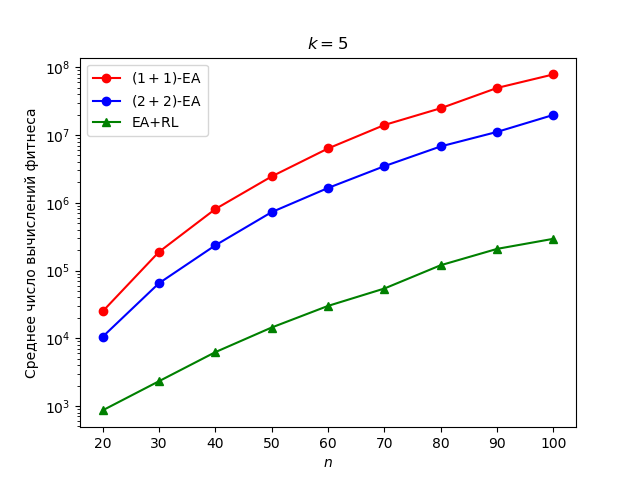 k = 5
(1 + 1)-EA
(2 + 2)-EA
EA+RL
Среднее число вычислений фитнеса
10^8
10^7
10^6
10^5
10^4
10^3
20 30 40 50 60 70 80 90 100
n